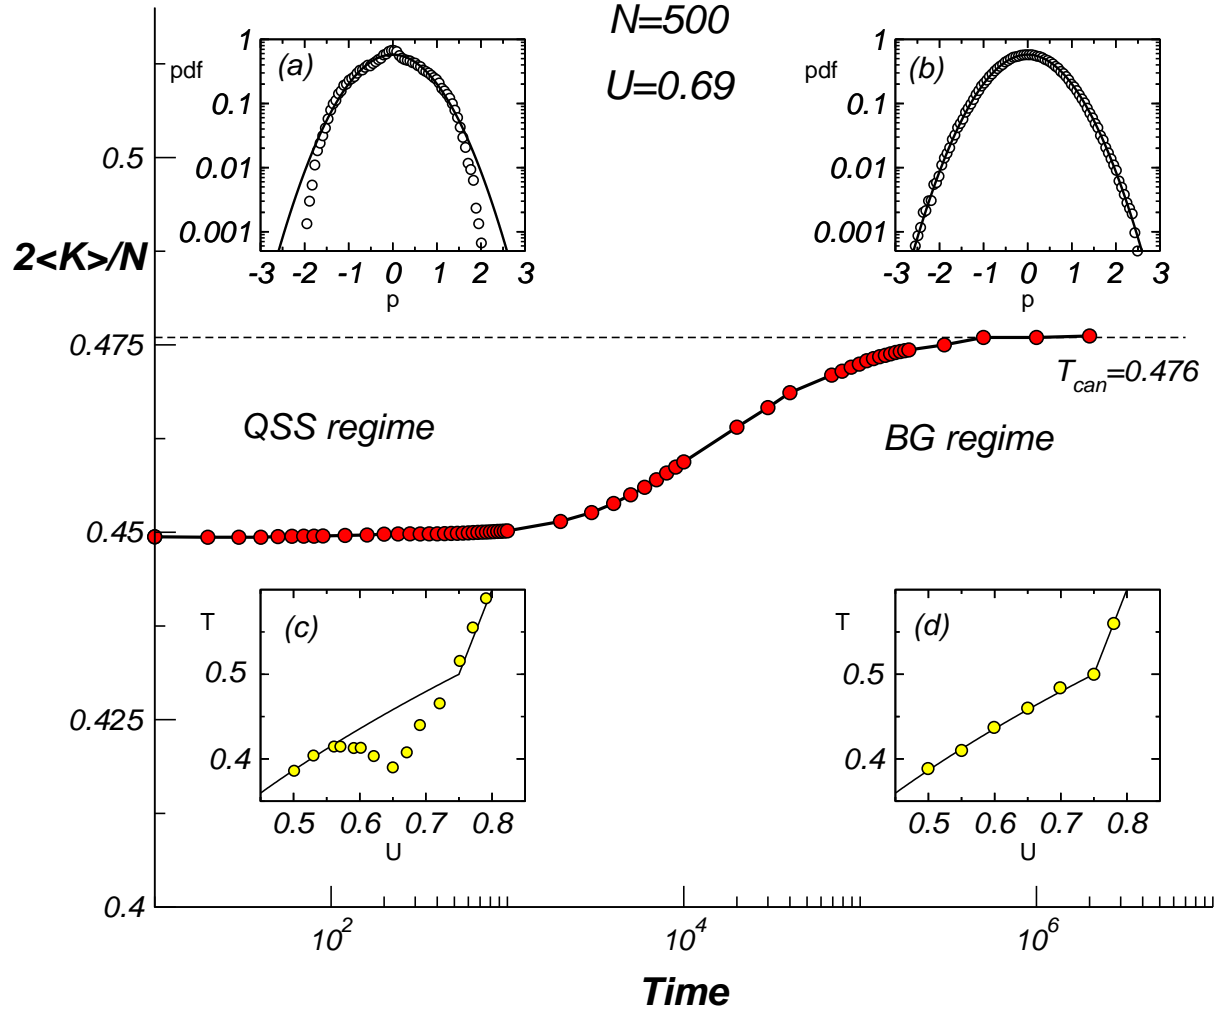 N=500
U=0.69
2<K>/N
0.5
0.475
0.45
0.425
0.4
10^2
10^4
10^6
Time
QSS regime
BG regime
T_can=0.476
(a)
pdf
1
0.1
0.01
0.001
-3 -2 -1 0 1 2 3
p
(b)
pdf
1
0.1
0.01
0.001
-3 -2 -1 0 1 2 3
p
(c)
T
0.5
0.4
0.5 0.6 0.7 0.8
U
(d)
T
0.5
0.4
0.5 0.6 0.7 0.8
U